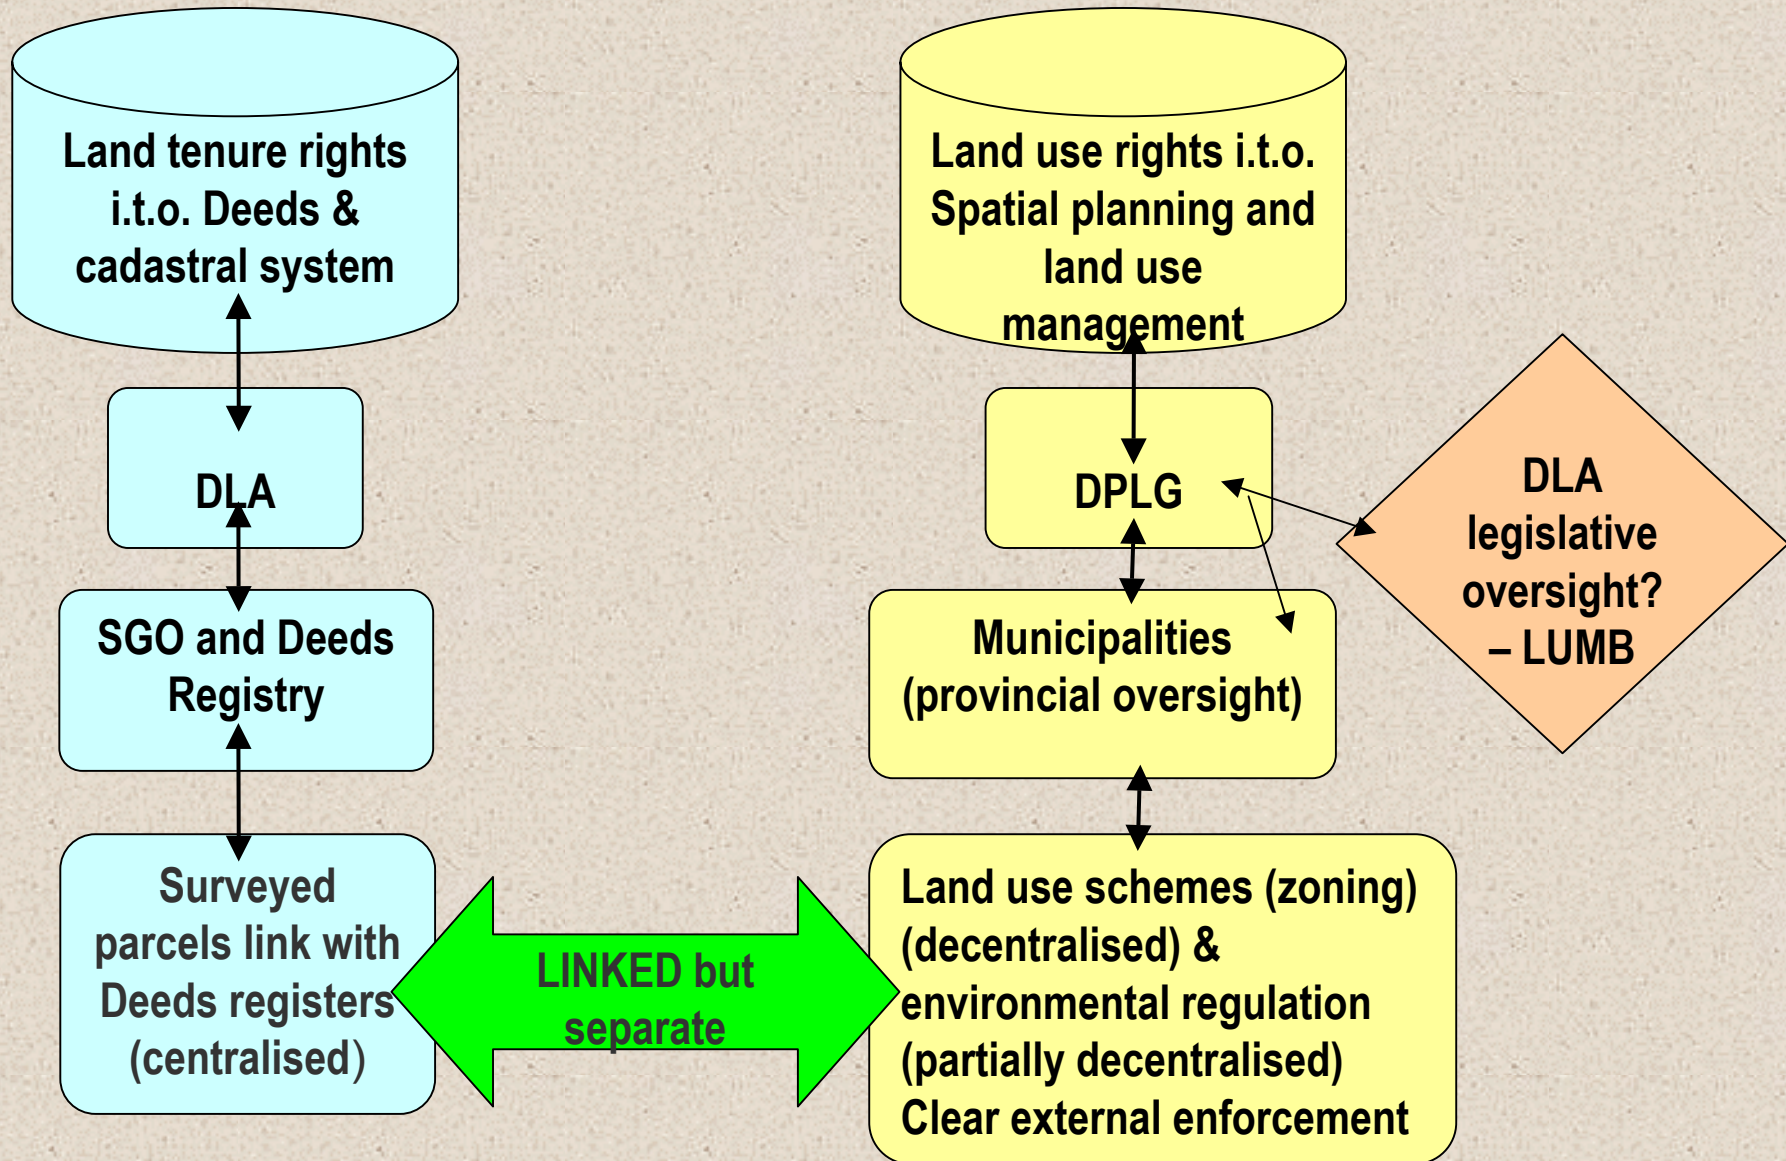 Land tenure rights
i.t.o. Deeds &
cadastral system
DLA
SGO and Deeds
Registry
Surveyed
parcels link with
Deeds registers
(centralised)
LINKED but
separate
Land use rights i.t.o.
Spatial planning and
land use
management
DPLG
Municipalities
(provincial oversight)
Land use schemes (zoning)
(decentralised) &
environmental regulation
(partially decentralised)
Clear external enforcement
DLA
legislative
oversight?
– LUMB